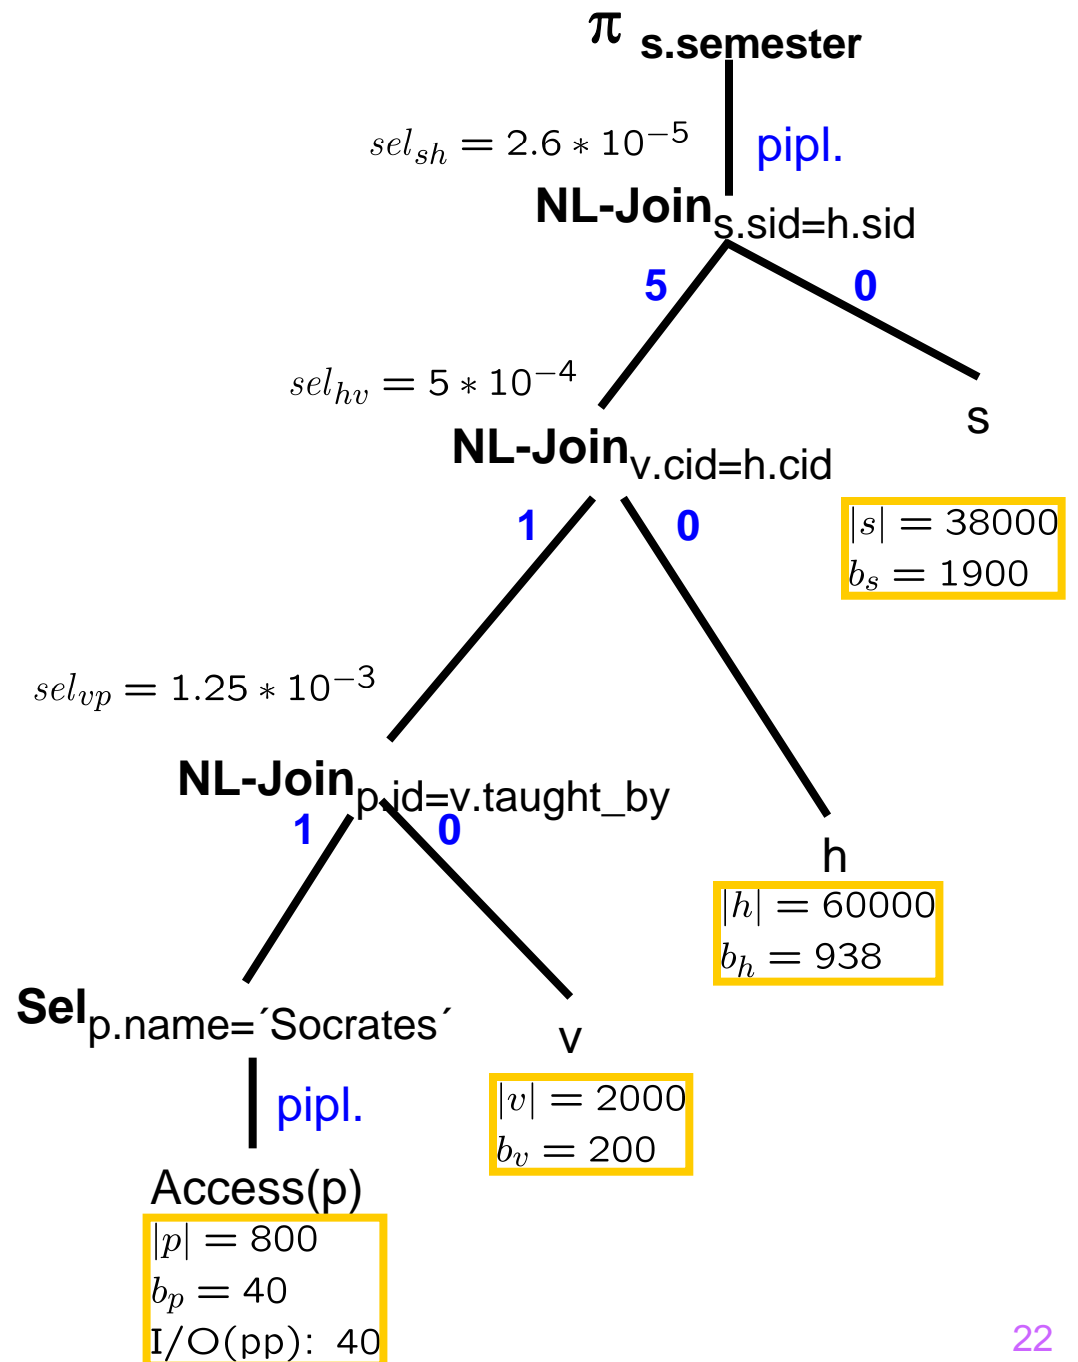 π s.semester
sel_sh = 2.6 * 10^−5
pipl.
NL-Join s.sid=h.sid
5
0
sel_hv = 5 * 10^−4
s
NL-Join v.cid=h.cid
|s| = 38000
b_s = 1900
1
0
sel_vp = 1.25 * 10^−3
NL-Join p.id=v.taught_by
1
0
h
|h| = 60000
b_h = 938
Sel p.name=´Socrates´
v
|v| = 2000
b_v = 200
pipl.
Access(p)
|p| = 800
b_p = 40
I/O(pp): 40
22